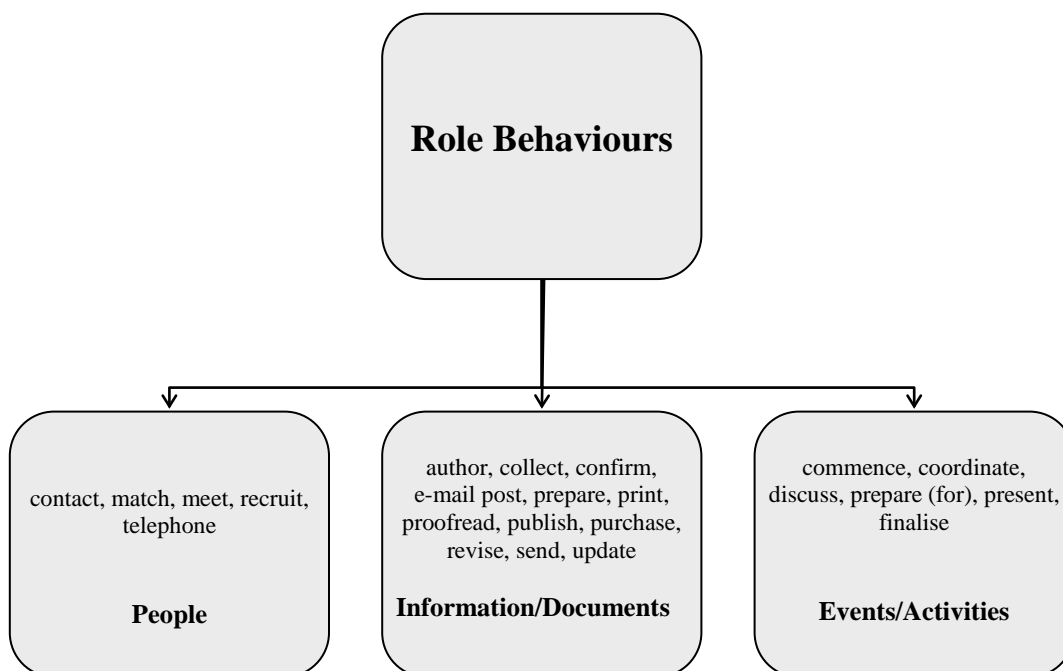 Role Behaviours
contact, match, meet, recruit,
telephone
People
author, collect, confirm,
e-mail post, prepare, print,
proofread, publish, purchase,
revise, send, update
Information/Documents
commence, coordinate,
discuss, prepare (for), present,
finalise
Events/Activities